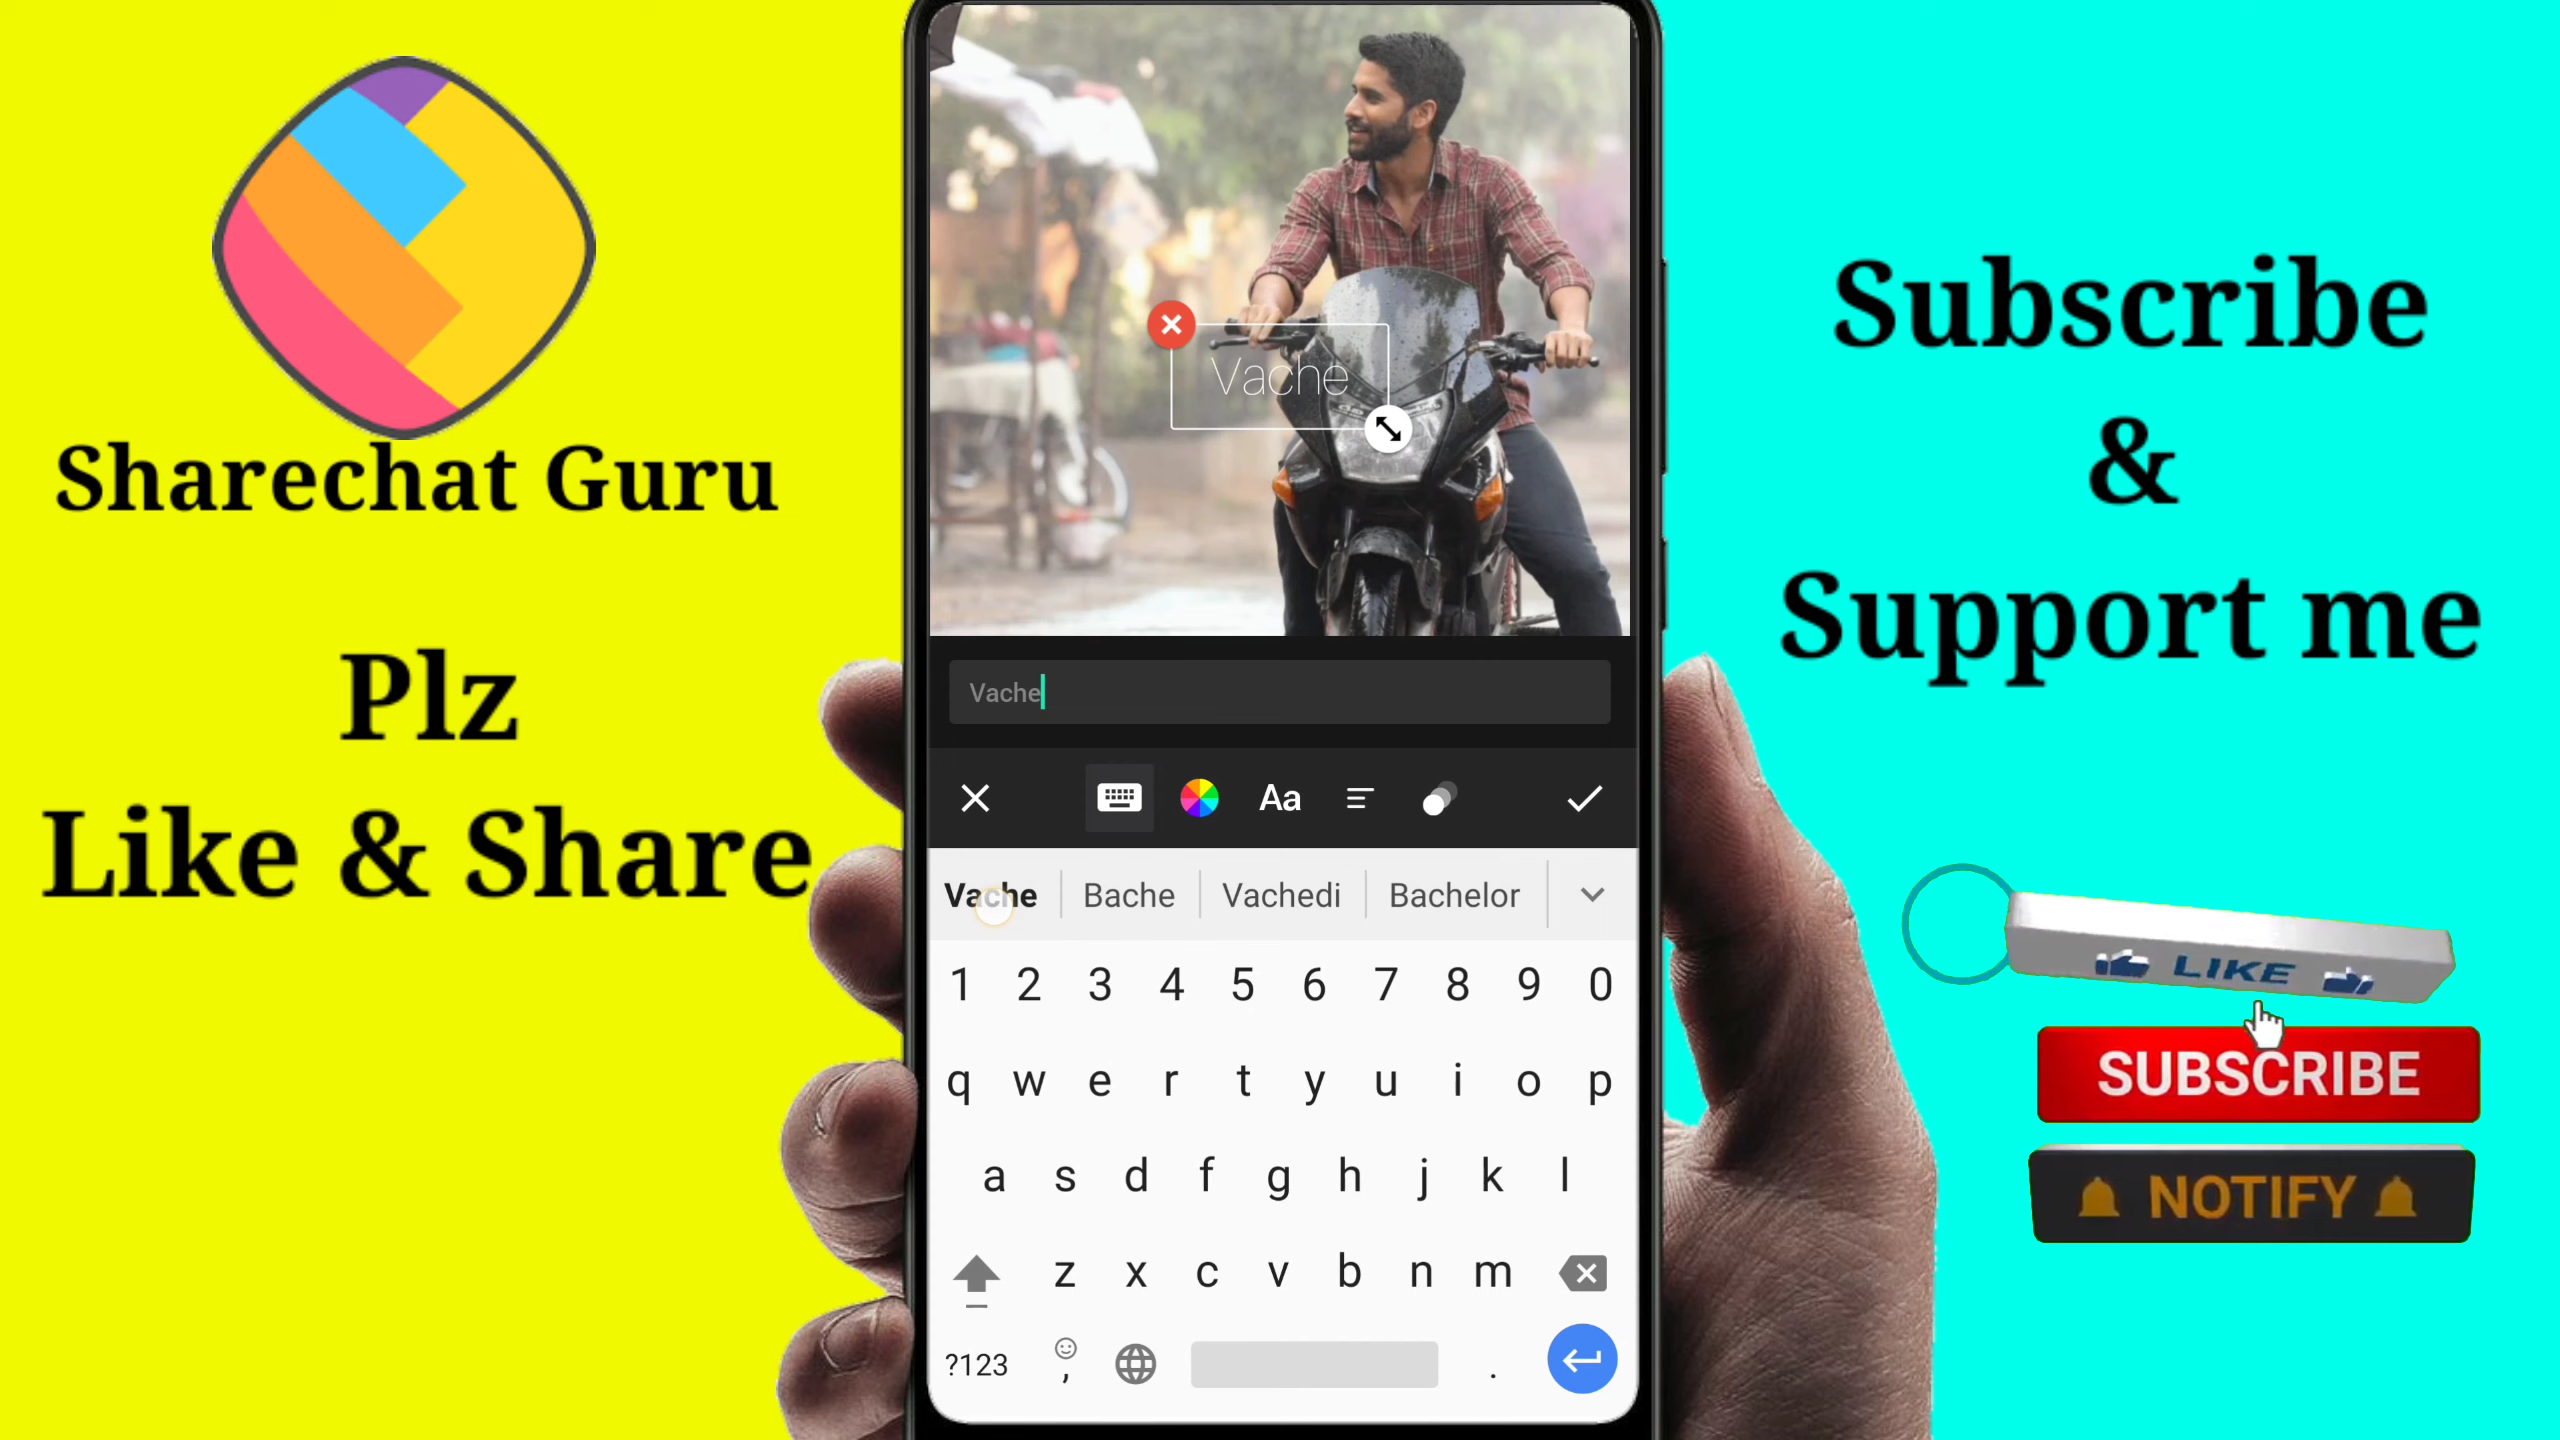 Sharechat Guru
Plz
Like & Share
Vache
Vache
Aa
Vache Bache Vachedi Bachelor
1 2 3 4 5 6 7 8 9 0
q w e r t y u i o p
a s d f g h j k l
z x c v b n m
?123 , .
Subscribe
&
Support me
LIKE
SUBSCRIBE
NOTIFY